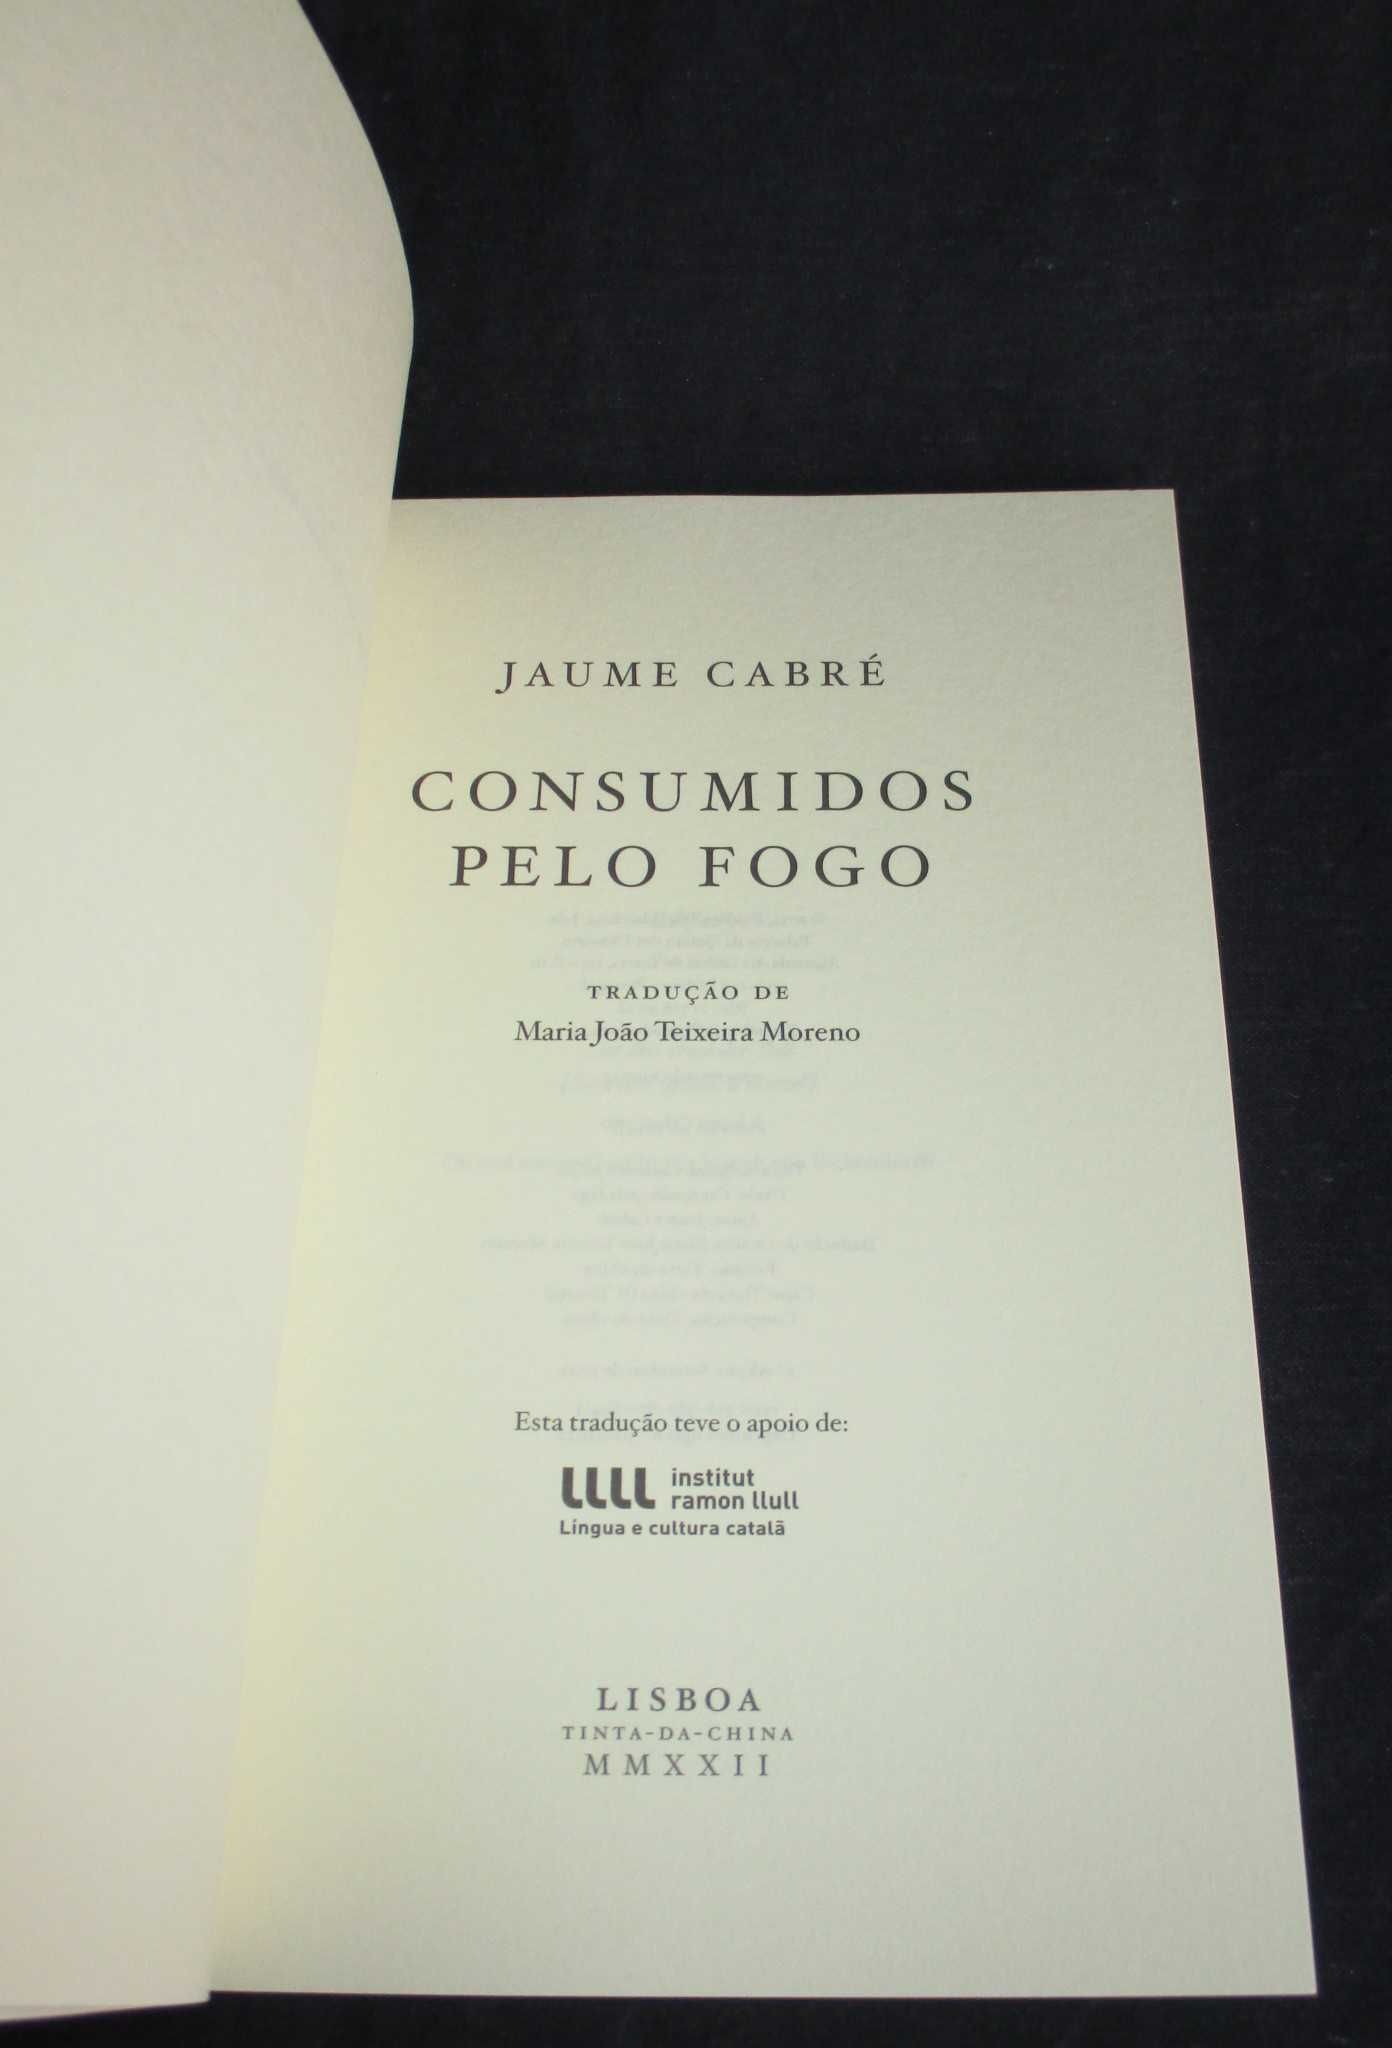 JAUME CABRÉ
CONSUMIDOS
PELO FOGO
TRADUÇÃO DE
Maria João Teixeira Moreno
Esta tradução teve o apoio de:
institut
ramon llull
Língua e cultura catalã
LISBOA
TINTA-DA-CHINA
MMXXII